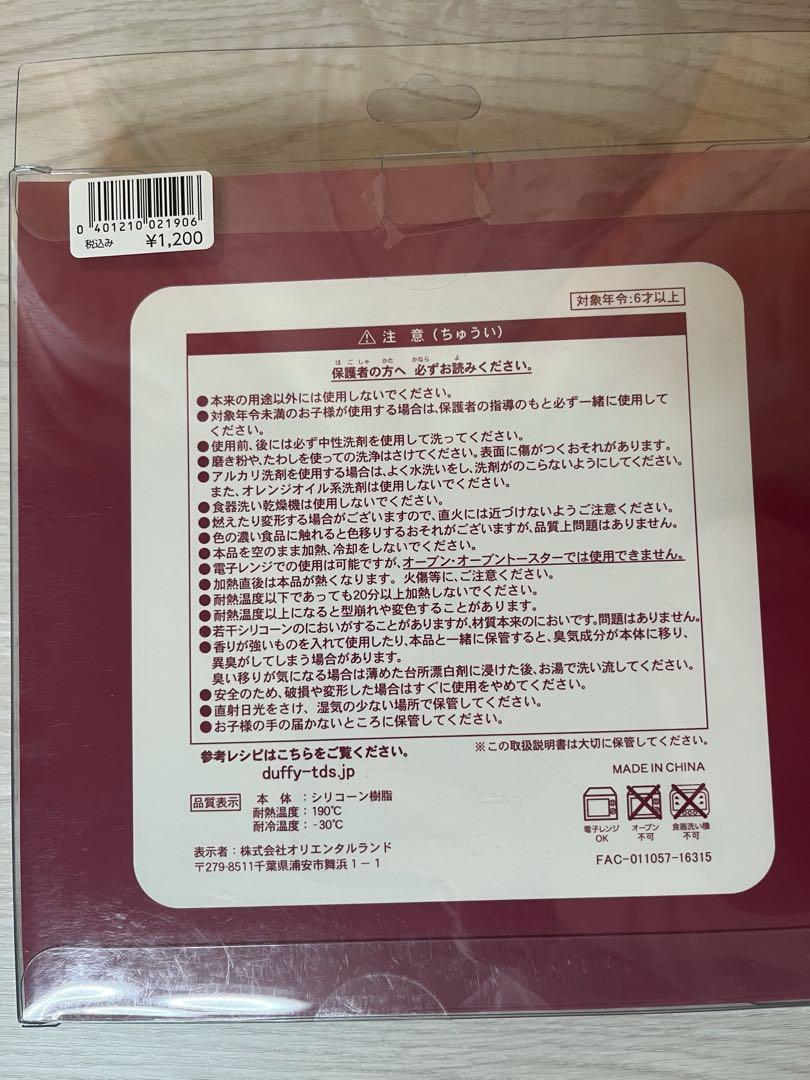 0 401210 021906
税込み ¥1,200
対象年令:6才以上
⚠注 意(ちゅうい)
ほ ご しゃ かた かなら よ
保護者の方へ 必ずお読みください。
●本来の用途以外には使用しないでください。
●対象年令未満のお子様が使用する場合は、保護者の指導のもと必ず一緒に使用して
ください。
●使用前、後には必ず中性洗剤を使用して洗ってください。
●磨き粉や、たわしを使っての洗浄はさけてください。表面に傷がつくおそれがあります。
●アルカリ洗剤を使用する場合は、よく水洗いをし、洗剤がのこらないようにしてください。
また、オレンジオイル系洗剤は使用しないでください。
●食器洗い乾燥機は使用しないでください。
●燃えたり変形する場合がございますので、直火には近づけないようご注意ください。
●色の濃い食品に触れると色移りするおそれがございますが、品質上問題はありません。
●本品を空のまま加熱、冷却をしないでください。
●電子レンジでの使用は可能ですが、オーブン・オーブントースターでは使用できません。
●加熱直後は本品が熱くなります。火傷等に、ご注意ください。
●耐熱温度以下であっても20分以上加熱しないでください。
●耐熱温度以上になると型崩れや変色することがあります。
●若干シリコーンのにおいがすることがありますが、材質本来のにおいです。問題はありません。
●香りが強いものを入れて使用したり、本品と一緒に保管すると、臭気成分が本体に移り、
異臭がしてしまう場合があります。
臭い移りが気になる場合は薄めた台所漂白剤に浸けた後、お湯で洗い流してください。
●安全のため、破損や変形した場合はすぐに使用をやめてください。
●直射日光をさけ、湿気の少ない場所で保管してください。
●お子様の手の届かないところに保管してください。
参考レシピはこちらをご覧ください。
duffy-tds.jp
※この取扱説明書は大切に保管してください。
MADE IN CHINA
品質表示 本 体 :シリコーン樹脂
耐熱温度: 190℃
耐冷温度: -30℃
電子レンジ
OK
オーブン
不可
食器洗い機
不可
表示者:株式会社オリエンタルランド
〒279-8511千葉県浦安市舞浜1-1
FAC-011057-16315